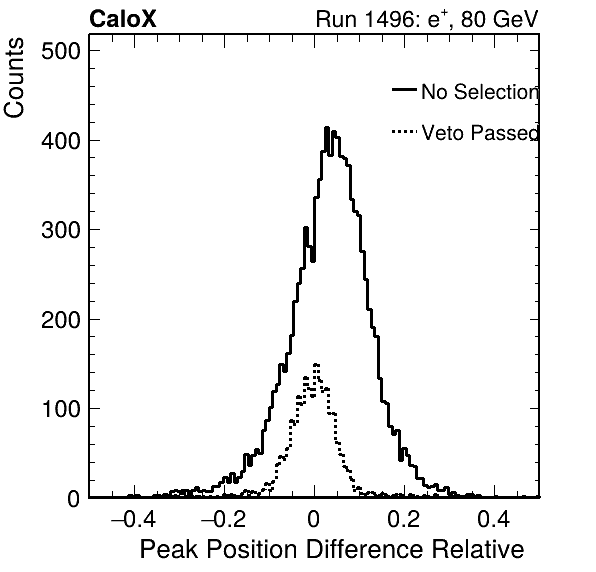 CaloX
Run 1496: e+, 80 GeV
Counts
500
400
300
200
100
0
No Selection
Veto Passed
−0.4
−0.2
0
0.2
0.4
Peak Position Difference Relative